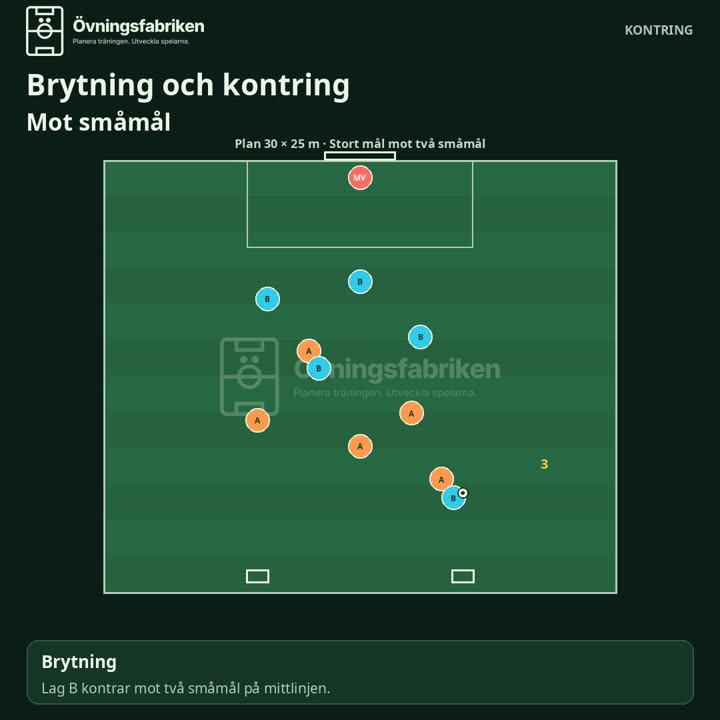 Övningsfabriken
Planera träningen. Utveckla spelarna.
KONTRING
Brytning och kontring
Mot småmål
Plan 30 × 25 m · Stort mål mot två småmål
MV
B
B
B
A
B
Övningsfabriken
Planera träningen. Utveckla spelarna.
A
A
A
3
A
B
Brytning
Lag B kontrar mot två småmål på mittlinjen.